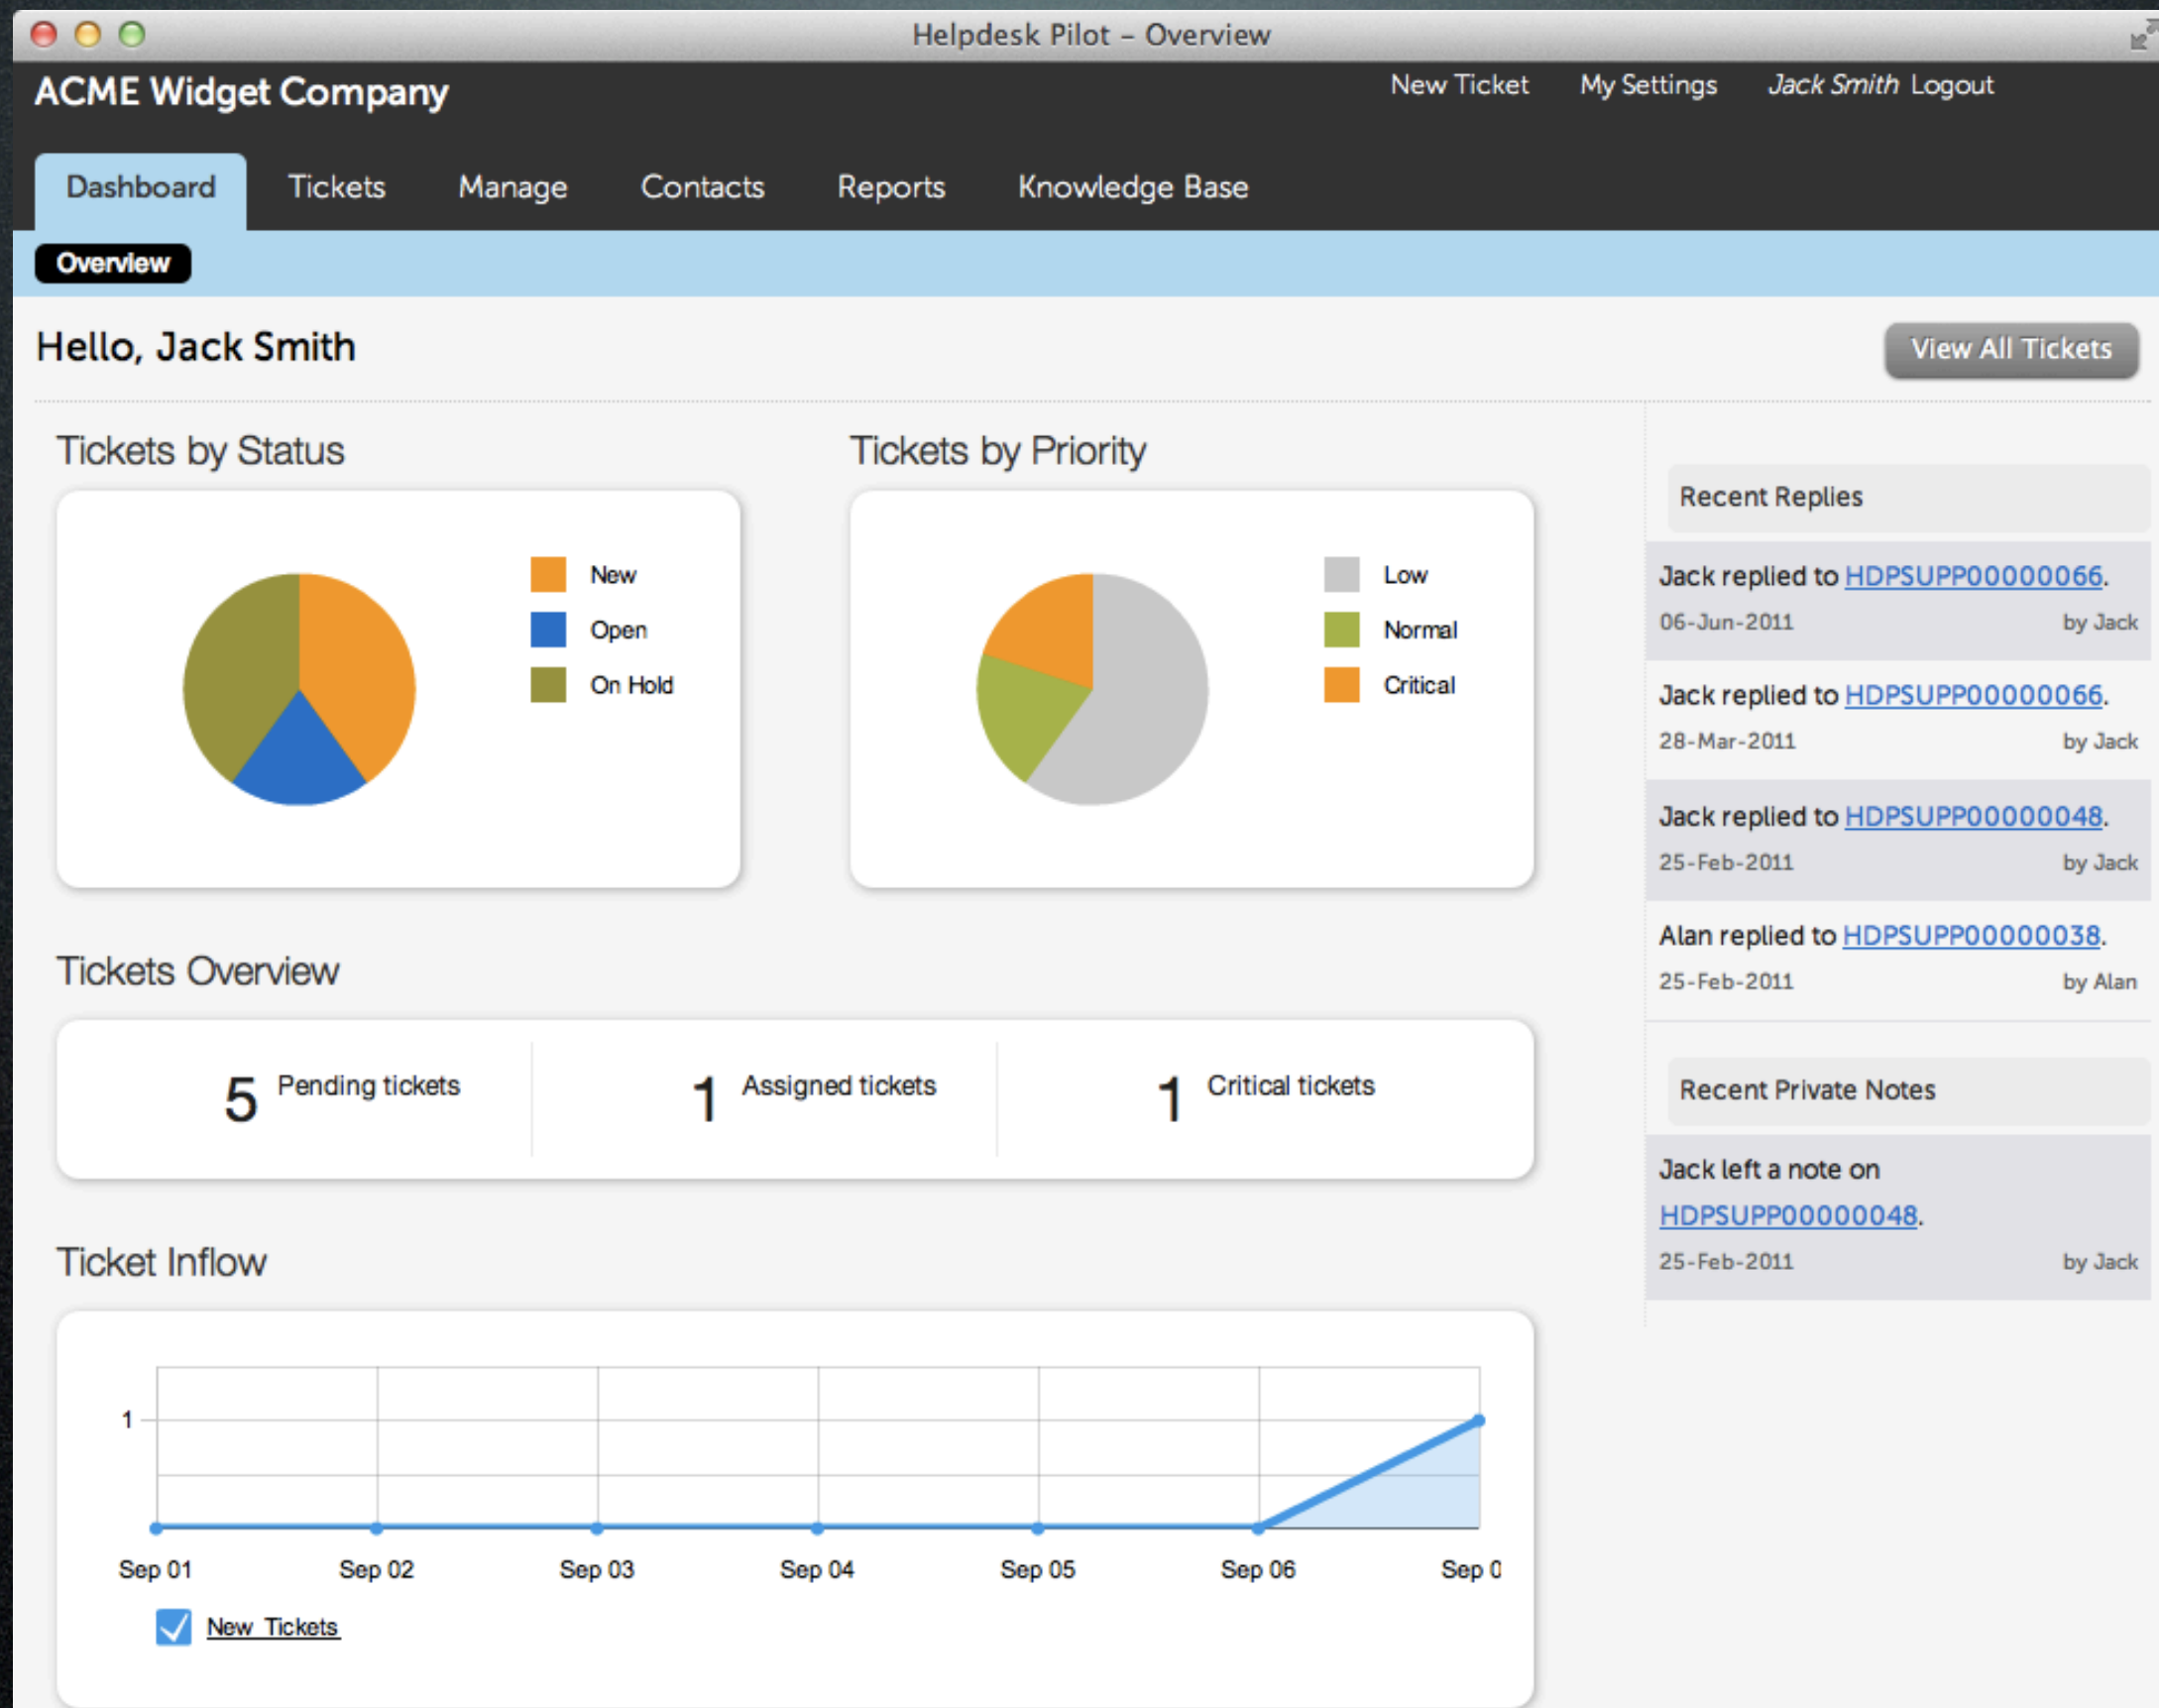 Helpdesk Pilot – Overview
ACME Widget Company
New Ticket My Settings Jack Smith Logout
Dashboard Tickets Manage Contacts Reports Knowledge Base
Overview
Hello, Jack Smith
View All Tickets
Tickets by Status
New
Open
On Hold
Tickets by Priority
Low
Normal
Critical
Tickets Overview
5 Pending tickets
1 Assigned tickets
1 Critical tickets
Ticket Inflow
1
Sep 01 Sep 02 Sep 03 Sep 04 Sep 05 Sep 06 Sep 0
New Tickets
Recent Replies
Jack replied to HDPSUPP00000066.
06-Jun-2011 by Jack
Jack replied to HDPSUPP00000066.
28-Mar-2011 by Jack
Jack replied to HDPSUPP00000048.
25-Feb-2011 by Jack
Alan replied to HDPSUPP00000038.
25-Feb-2011 by Alan
Recent Private Notes
Jack left a note on
HDPSUPP00000048.
25-Feb-2011 by Jack